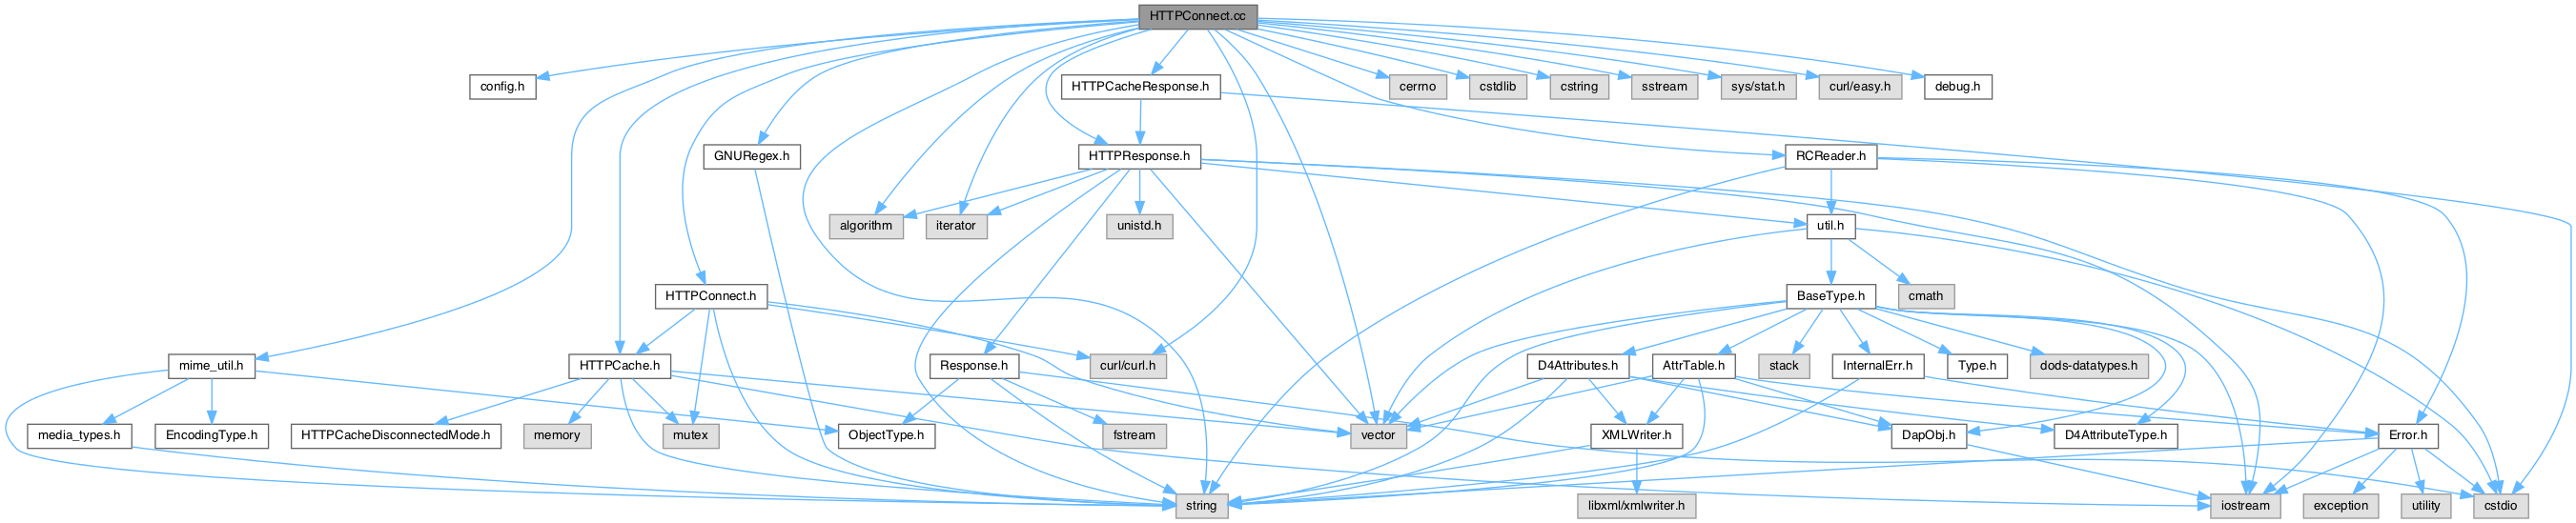 HTTPConnect.cc
config.h
HTTPCacheResponse.h
cerrno
cstdlib
cstring
sstream
sys/stat.h
curl/easy.h
debug.h
GNURegex.h
HTTPResponse.h
RCReader.h
algorithm
iterator
unistd.h
util.h
HTTPConnect.h
BaseType.h
cmath
mime_util.h
HTTPCache.h
Response.h
curl/curl.h
D4Attributes.h
AttrTable.h
stack
InternalErr.h
Type.h
dods-datatypes.h
media_types.h
EncodingType.h
HTTPCacheDisconnectedMode.h
memory
mutex
ObjectType.h
fstream
vector
XMLWriter.h
DapObj.h
D4AttributeType.h
Error.h
string
libxml/xmlwriter.h
iostream
exception
utility
cstdio